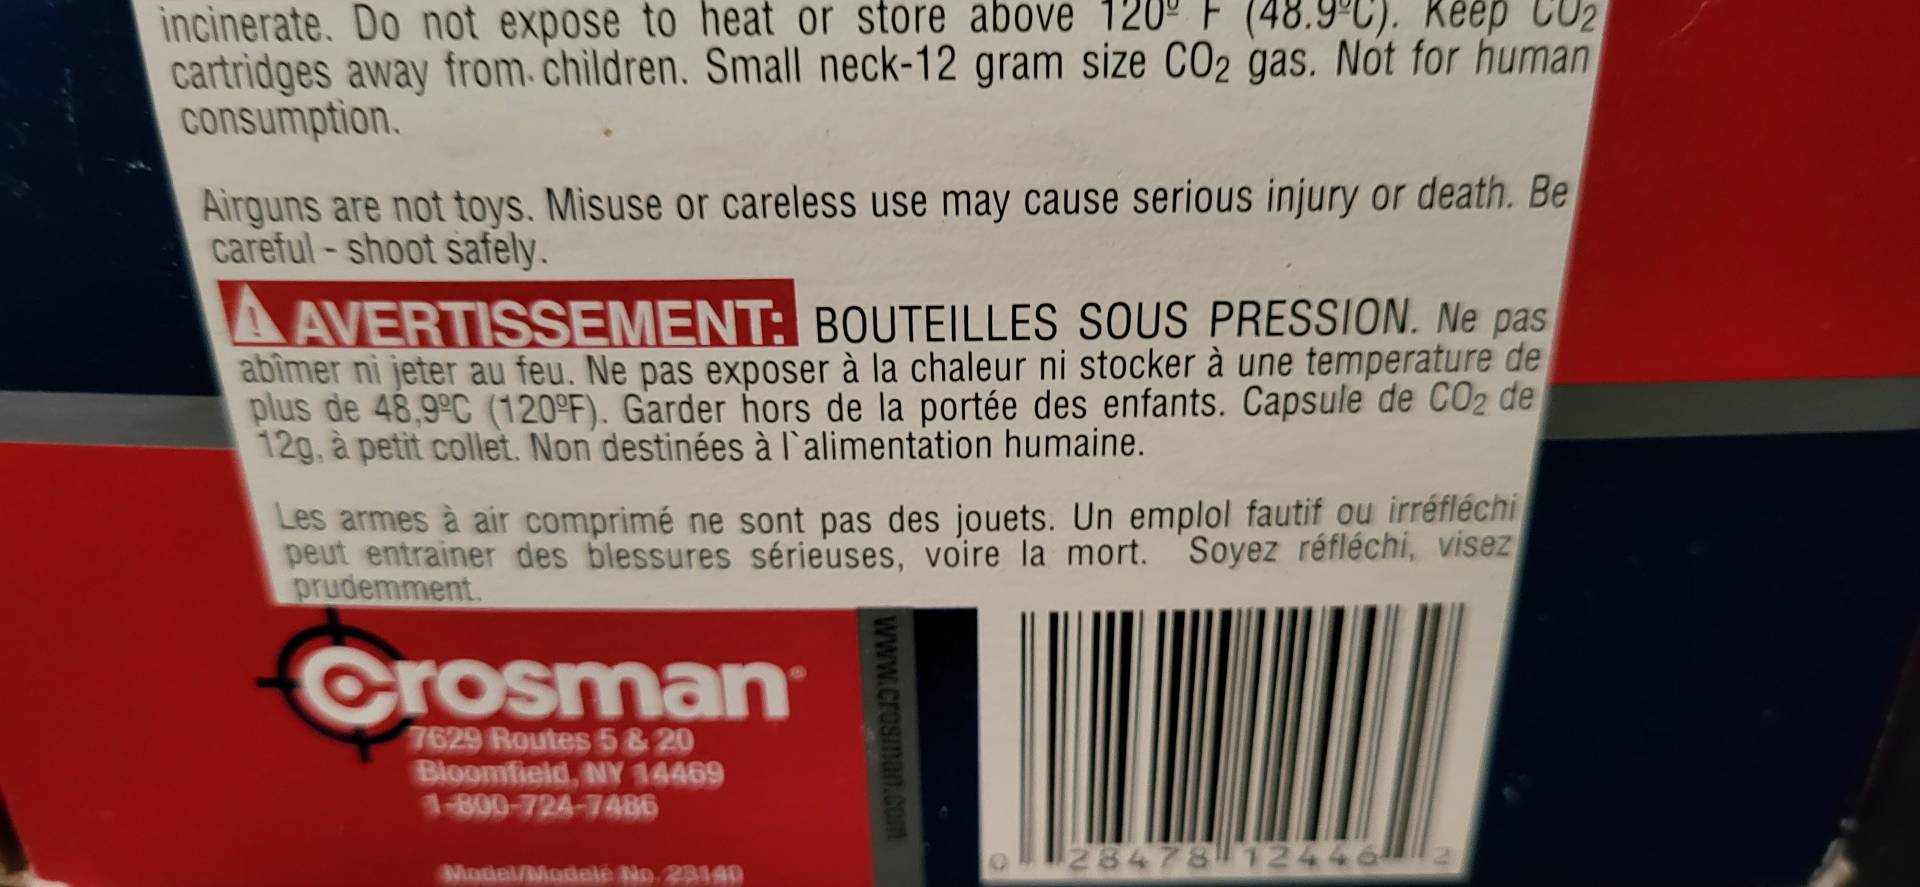 incinerate. Do not expose to heat or store above 120º F (48.9ºC). Keep CO2
cartridges away from children. Small neck-12 gram size CO2 gas. Not for human
consumption.
Airguns are not toys. Misuse or careless use may cause serious injury or death. Be
careful - shoot safely.
AVERTISSEMENT: BOUTEILLES SOUS PRESSION. Ne pas
abîmer ni jeter au feu. Ne pas exposer à la chaleur ni stocker à une temperature de
plus de 48,9ºC (120ºF). Garder hors de la portée des enfants. Capsule de CO2 de
12g, à petit collet. Non destinées à l`alimentation humaine.
Les armes à air comprimé ne sont pas des jouets. Un emplol fautif ou irréfléchi
peut entrainer des blessures sérieuses, voire la mort. Soyez réfléchi, visez
prudemment.
Crosman®
7629 Routes 5 & 20
Bloomfield, NY 14469
1-800-724-7486
Model/Modelé No. 23140
www.crosman.com
0 28478 12446 2